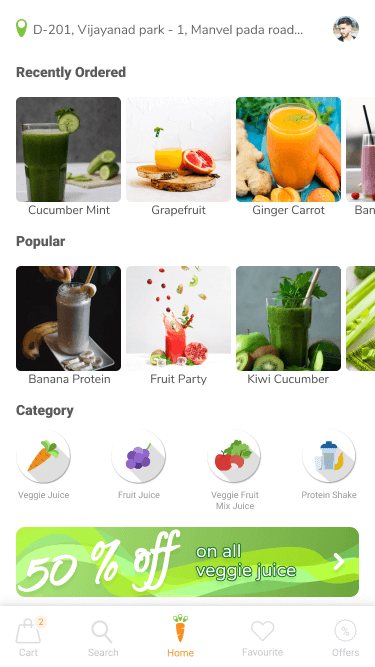 D-201, Vijayanad park - 1, Manvel pada road...
Recently Ordered
Cucumber Mint
Grapefruit
Ginger Carrot
Ban
Popular
Banana Protein
Fruit Party
Kiwi Cucumber
Category
Veggie Juice
Fruit Juice
Veggie Fruit
Mix Juice
Protein Shake
50 % off
on all
veggie juice
2
%
Cart
Search
Home
Favourite
Offers